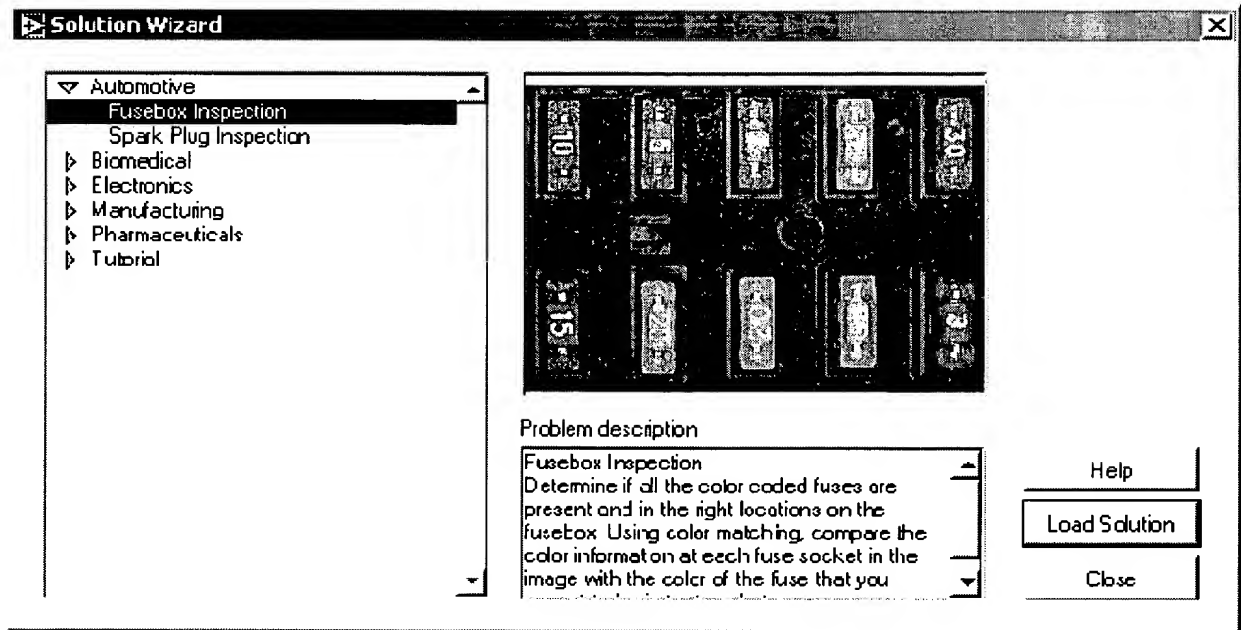 Solution Wizard
Automotive
Fusebox Inspection
Spark Plug Inspection
Biomedical
Electronics
Manufacturing
Pharmaceuticals
Tutorial
10
30
15
20
3
Problem description
Fusebox Inspection
Determine if all the color coded fuses are
present and in the right locations on the
fusebox. Using color matching, compare the
color information at each fuse socket in the
image with the color of the fuse that you
Help
Load Solution
Close